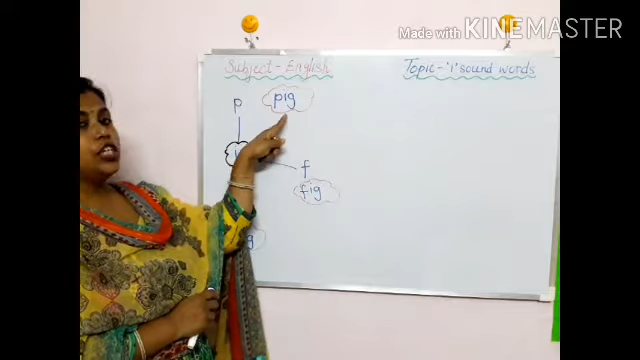 Made with KINEMASTER
Subject - English
Topic - 'i' sound words
p
pig
f
fig